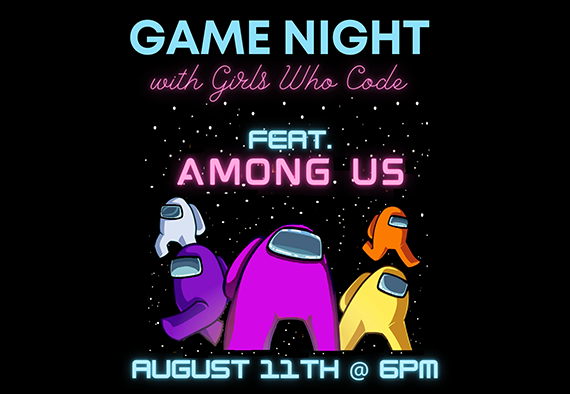 GAME NIGHT
with Girls Who Code
FEAT.
AMONG US
AUGUST 11TH @ 6PM